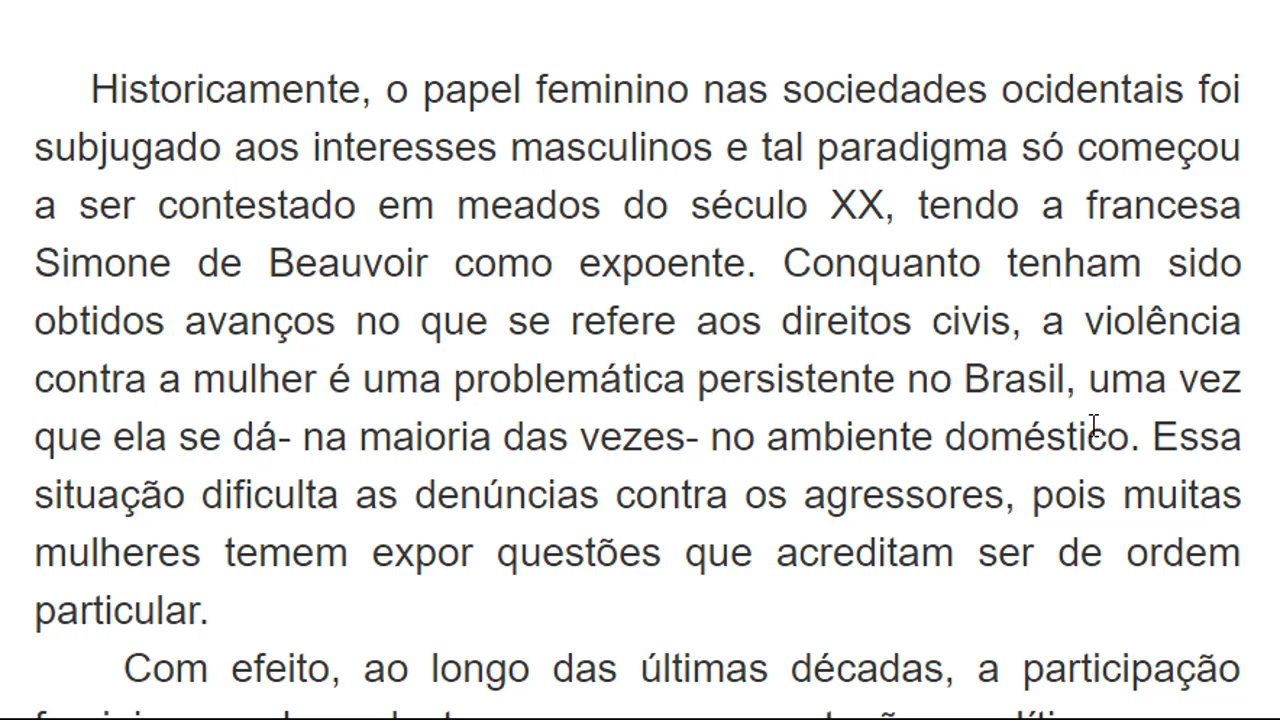 Historicamente, o papel feminino nas sociedades ocidentais foi
subjugado aos interesses masculinos e tal paradigma só começou
a ser contestado em meados do século XX, tendo a francesa
Simone de Beauvoir como expoente. Conquanto tenham sido
obtidos avanços no que se refere aos direitos civis, a violência
contra a mulher é uma problemática persistente no Brasil, uma vez
que ela se dá- na maioria das vezes- no ambiente doméstico. Essa
situação dificulta as denúncias contra os agressores, pois muitas
mulheres temem expor questões que acreditam ser de ordem
particular.
Com efeito, ao longo das últimas décadas, a participação